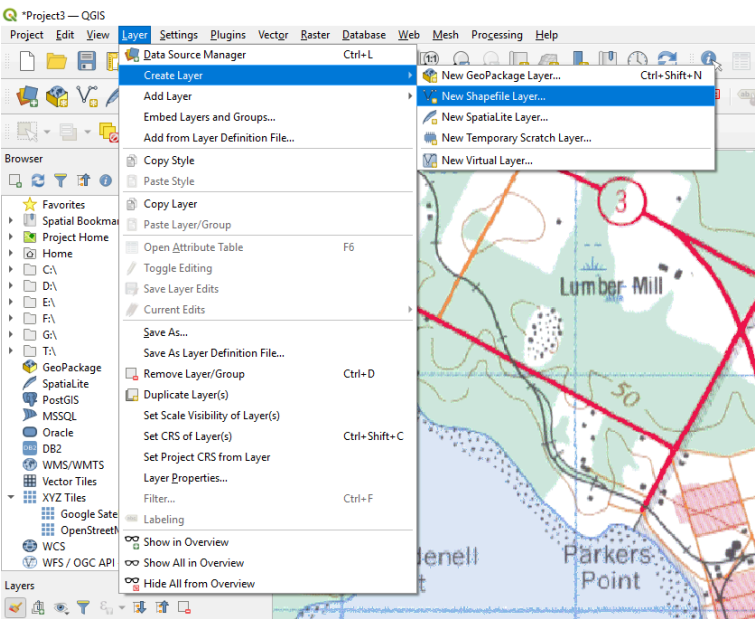 *Project3 — QGIS
Project Edit View Layer Settings Plugins Vector Raster Database Web Mesh Processing Help
Data Source Manager Ctrl+L
Create Layer
Add Layer
Embed Layers and Groups...
Add from Layer Definition File...
Copy Style
Paste Style
Copy Layer
Paste Layer/Group
Open Attribute Table F6
Toggle Editing
Save Layer Edits
Current Edits
Save As...
Save As Layer Definition File...
Remove Layer/Group Ctrl+D
Duplicate Layer(s)
Set Scale Visibility of Layer(s)
Set CRS of Layer(s) Ctrl+Shift+C
Set Project CRS from Layer
Layer Properties...
Filter... Ctrl+F
Labeling
Show in Overview
Show All in Overview
Hide All from Overview
New GeoPackage Layer... Ctrl+Shift+N
New Shapefile Layer...
New SpatiaLite Layer...
New Temporary Scratch Layer...
New Virtual Layer...
Browser
Favorites
Spatial Bookma
Project Home
Home
C:\
D:\
E:\
F:\
G:\
T:\
GeoPackage
SpatiaLite
PostGIS
MSSQL
Oracle
DB2
WMS/WMTS
Vector Tiles
XYZ Tiles
Google Sate
OpenStreetM
WCS
WFS / OGC API
Layers
3
Lumber Mill
50
denell
t
Parkers
Point